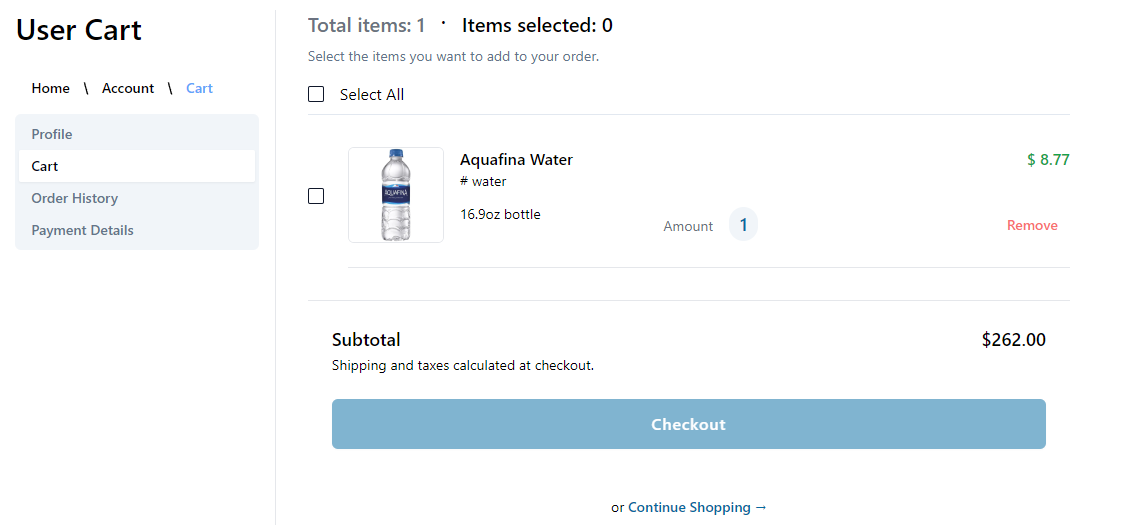 User Cart
Home \ Account \ Cart
Profile
Cart
Order History
Payment Details
Total items: 1 · Items selected: 0
Select the items you want to add to your order.
Select All
AQUAFINA
Aquafina Water
$ 8.77
# water
16.9oz bottle
Amount 1
Remove
Subtotal
$262.00
Shipping and taxes calculated at checkout.
Checkout
or Continue Shopping →